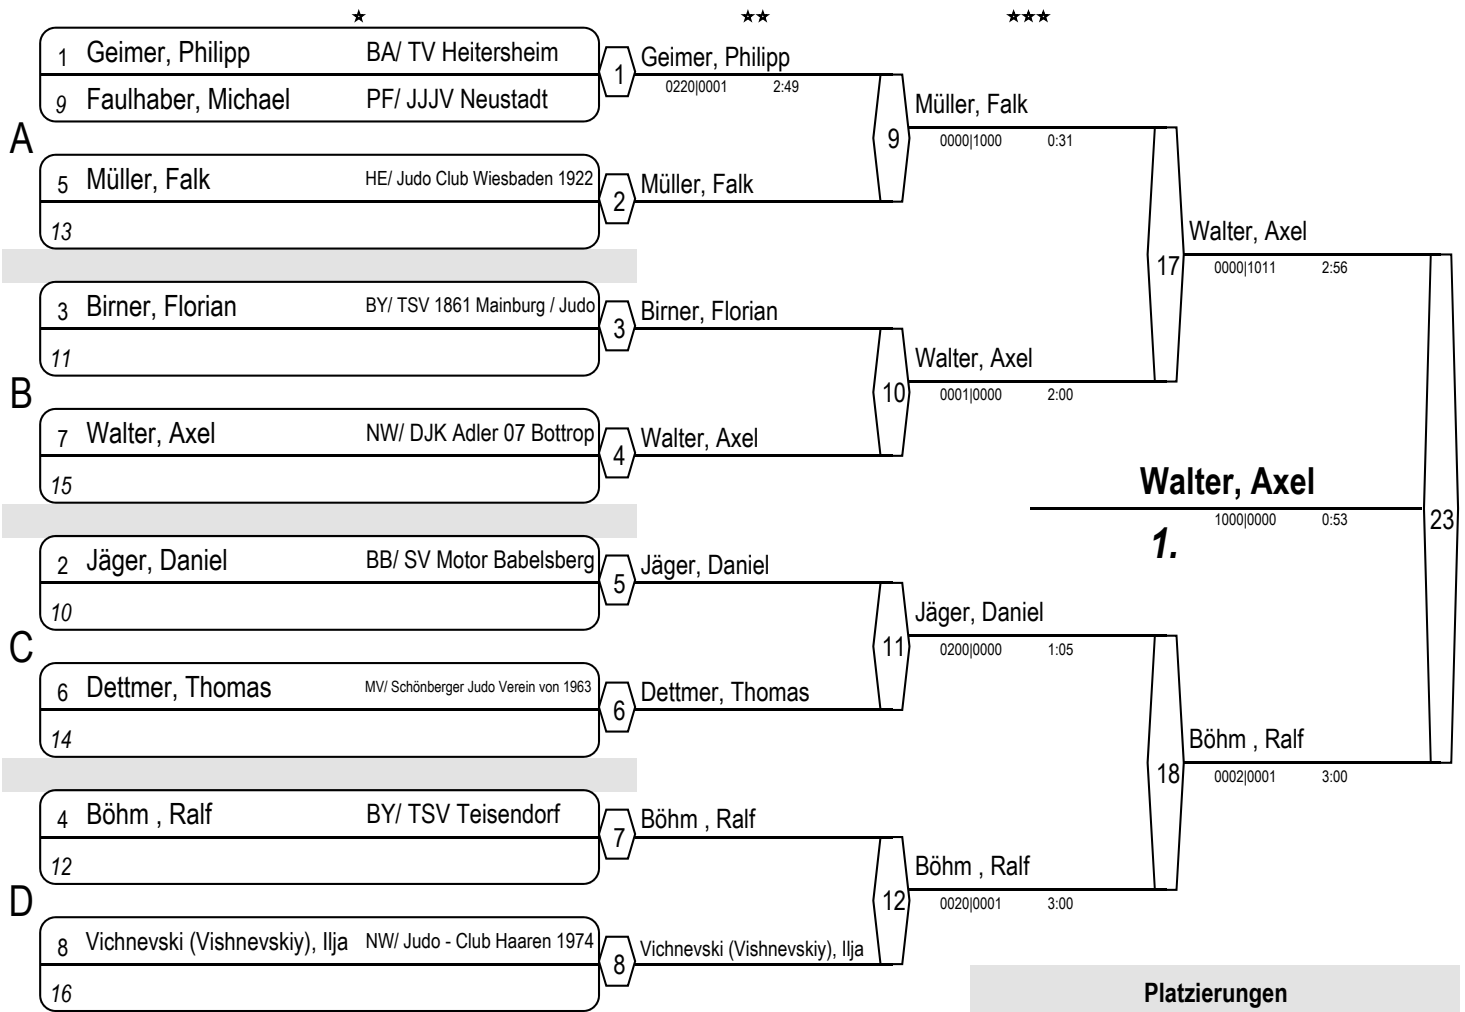 1 Geimer, Philipp BA/ TV Heitersheim
9 Faulhaber, Michael PF/ JJJV Neustadt
1
Geimer, Philipp
0220|0001 2:49
A
5 Müller, Falk HE/ Judo Club Wiesbaden 1922
13
2
Müller, Falk
9
Müller, Falk
0000|1000 0:31
3 Birner, Florian BY/ TSV 1861 Mainburg / Judo
11
3
Birner, Florian
B
7 Walter, Axel NW/ DJK Adler 07 Bottrop
15
4
Walter, Axel
10
Walter, Axel
0001|0000 2:00
17
Walter, Axel
0000|1011 2:56
2 Jäger, Daniel BB/ SV Motor Babelsberg
10
5
Jäger, Daniel
C
6 Dettmer, Thomas MV/ Schönberger Judo Verein von 1963
14
6
Dettmer, Thomas
11
Jäger, Daniel
0200|0000 1:05
4 Böhm , Ralf BY/ TSV Teisendorf
12
7
Böhm , Ralf
D
8 Vichnevski (Vishnevskiy), Ilja NW/ Judo - Club Haaren 1974
16
8
Vichnevski (Vishnevskiy), Ilja
12
Böhm , Ralf
0020|0001 3:00
18
Böhm , Ralf
0002|0001 3:00
23
Walter, Axel
1000|0000 0:53
1.
Platzierungen